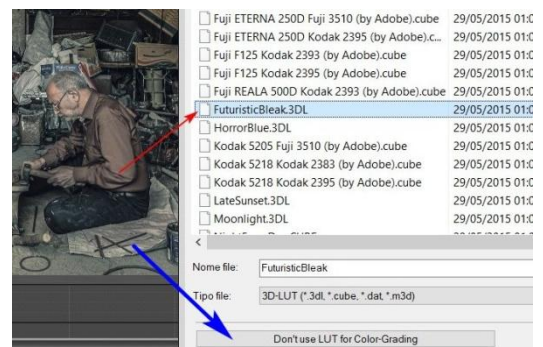 Fuji ETERNA 250D Fuji 3510 (by Adobe).cube 29/05/2015 01:0
Fuji ETERNA 250D Kodak 2395 (by Adobe).c... 29/05/2015 01:0
Fuji F125 Kodak 2393 (by Adobe).cube 29/05/2015 01:0
Fuji F125 Kodak 2395 (by Adobe).cube 29/05/2015 01:0
Fuji REALA 500D Kodak 2393 (by Adobe).cube 29/05/2015 01:0
FuturisticBleak.3DL 29/05/2015 01:0
HorrorBlue.3DL 29/05/2015 01:0
Kodak 5205 Fuji 3510 (by Adobe).cube 29/05/2015 01:0
Kodak 5218 Kodak 2383 (by Adobe).cube 29/05/2015 01:0
Kodak 5218 Kodak 2395 (by Adobe).cube 29/05/2015 01:0
LateSunset.3DL 29/05/2015 01:0
Moonlight.3DL 29/05/2015 01:0
Nome file: FuturisticBleak
Tipo file: 3D-LUT (*.3dl, *.cube, *.dat, *.m3d)
Don't use LUT for Color-Grading